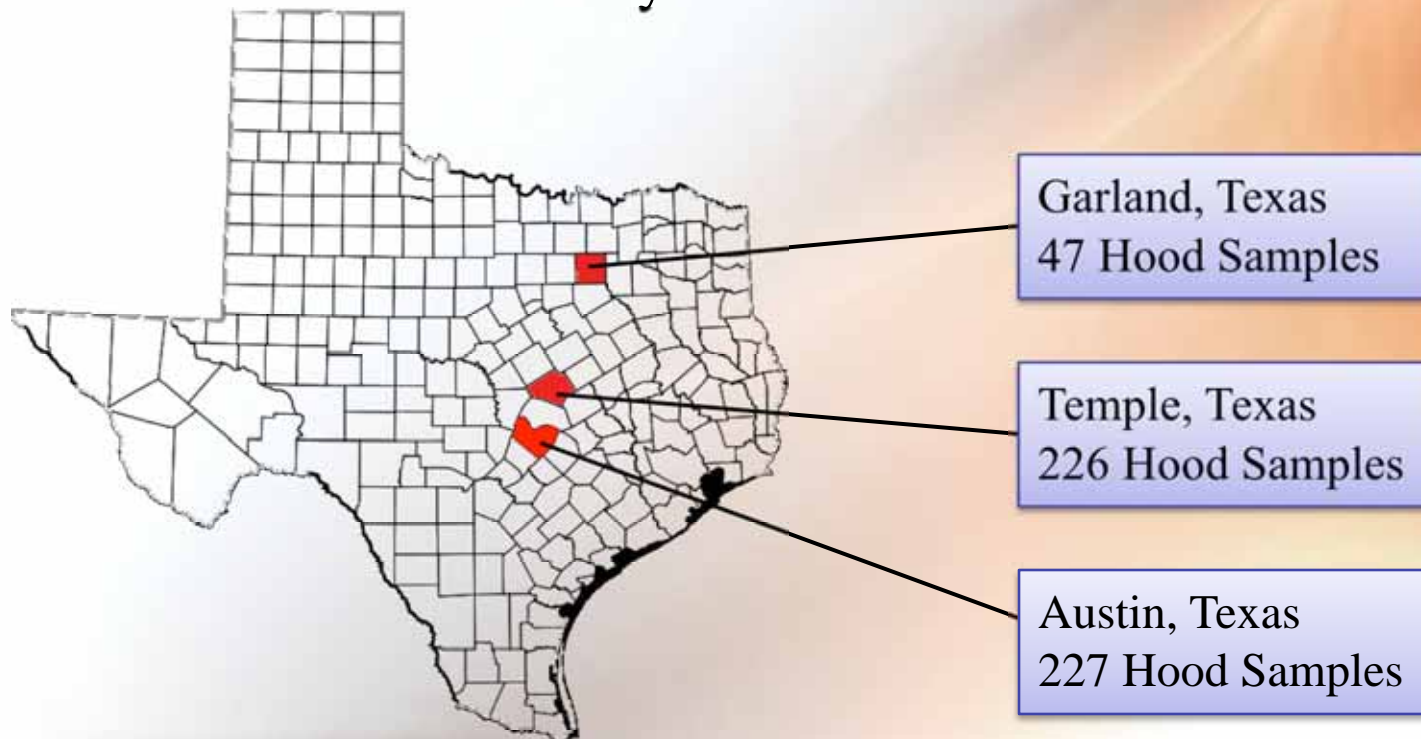 Garland, Texas
47 Hood Samples
Temple, Texas
226 Hood Samples
Austin, Texas
227 Hood Samples